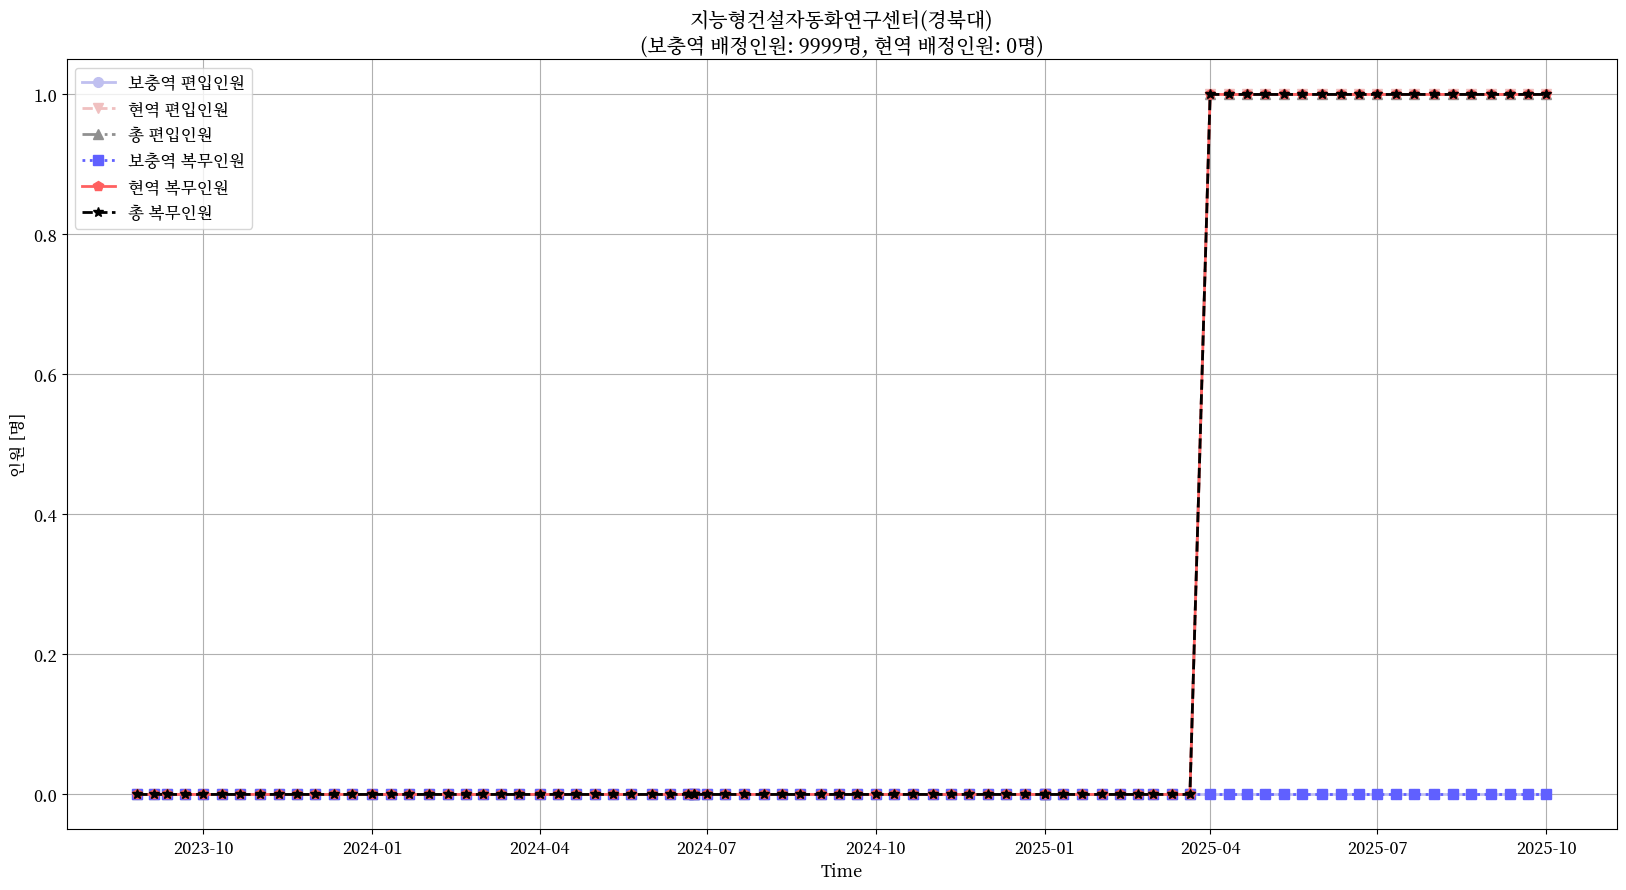 지능형건설자동화연구센터(경북대)
(보충역 배정인원: 9999명, 현역 배정인원: 0명)
보충역 편입인원
현역 편입인원
총 편입인원
보충역 복무인원
현역 복무인원
총 복무인원
1.0
0.8
0.6
0.4
0.2
0.0
인원 [명]
2023-10
2024-01
2024-04
2024-07
2024-10
2025-01
2025-04
2025-07
2025-10
Time